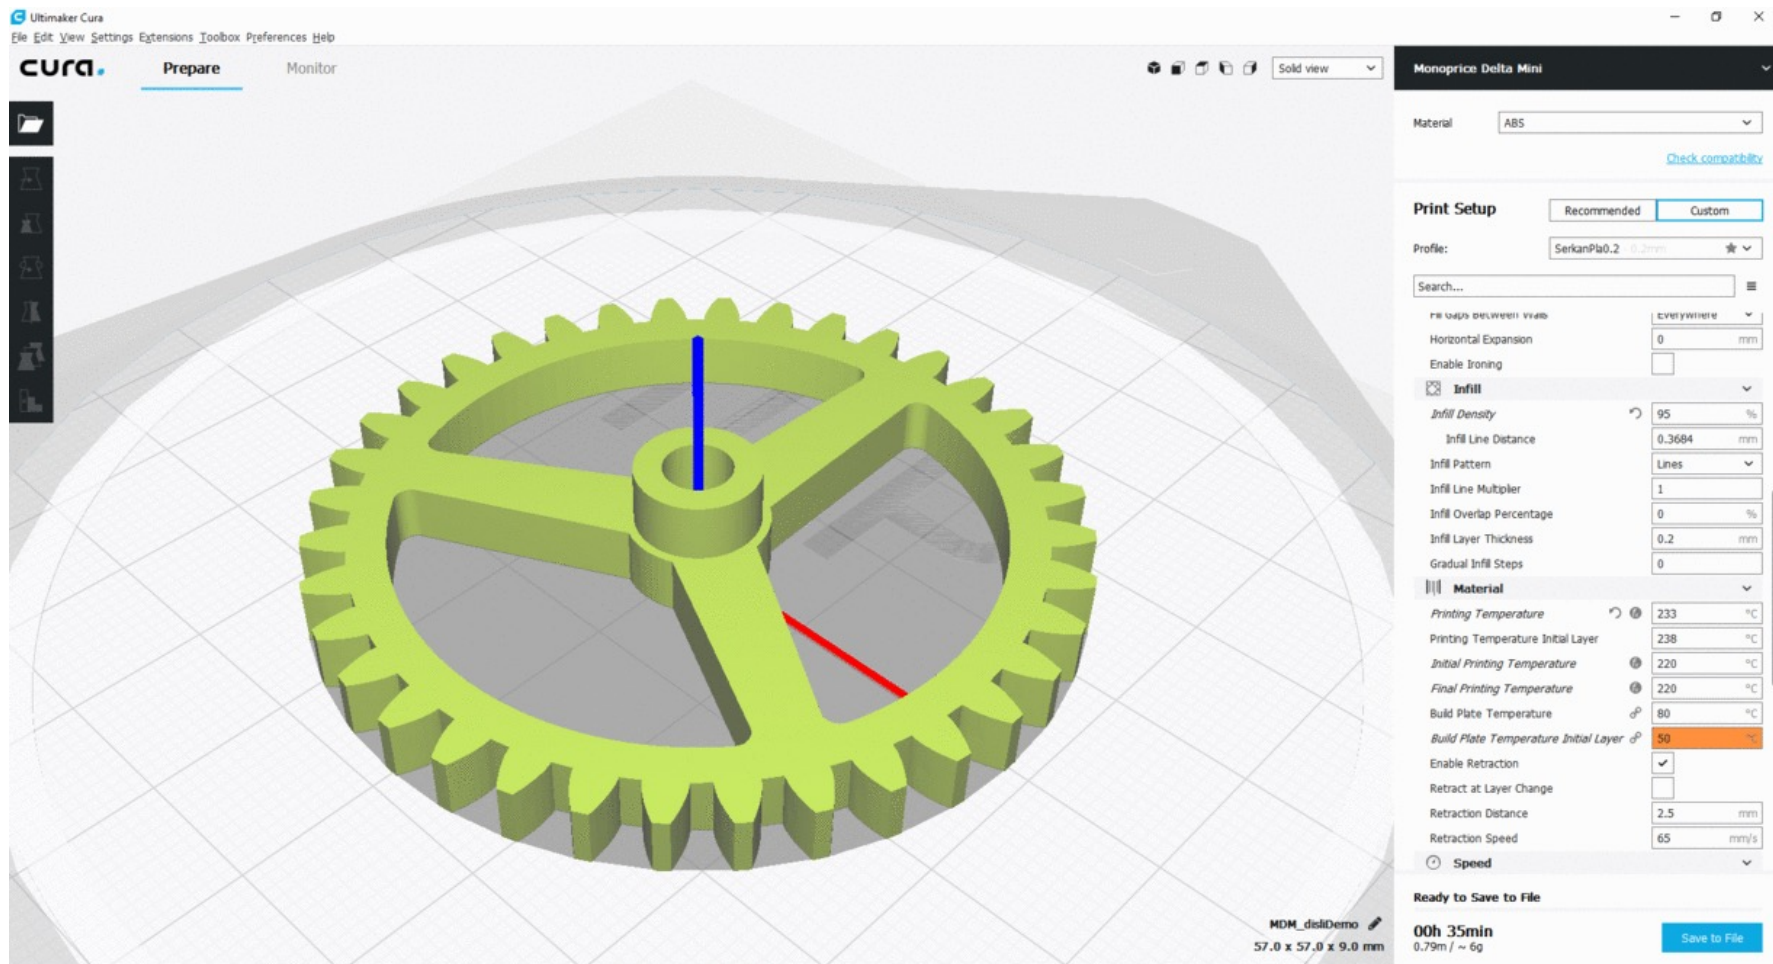 Ultimaker Cura
File Edit View Settings Extensions Toolbox Preferences Help
cura.
Prepare
Monitor
Solid view
Monoprice Delta Mini
Material
ABS
Check compatibility
Print Setup
Recommended
Custom
Profile:
SerkanPla0.2 0.2mm
Search...
Fill Gaps Between Walls Everywhere
Horizontal Expansion 0 mm
Enable Ironing
Infill
Infill Density 95 %
Infill Line Distance 0.3684 mm
Infill Pattern Lines
Infill Line Multiplier 1
Infill Overlap Percentage 0 %
Infill Layer Thickness 0.2 mm
Gradual Infill Steps 0
Material
Printing Temperature 233 °C
Printing Temperature Initial Layer 238 °C
Initial Printing Temperature 220 °C
Final Printing Temperature 220 °C
Build Plate Temperature 80 °C
Build Plate Temperature Initial Layer 50 °C
Enable Retraction
Retract at Layer Change
Retraction Distance 2.5 mm
Retraction Speed 65 mm/s
Speed
Ready to Save to File
00h 35min
0.79m / ~ 6g
Save to File
MDM_disliDemo
57.0 x 57.0 x 9.0 mm